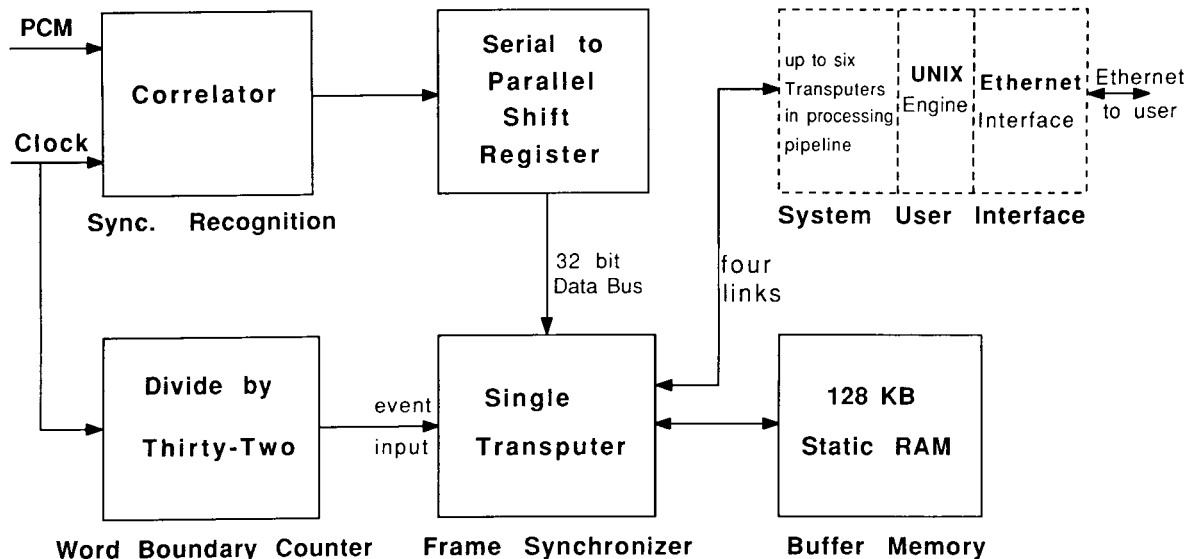 PCM
Clock
Correlator
Sync. Recognition
Serial to
Parallel
Shift
Register
up to six
Transputers
in processing
pipeline
UNIX
Engine
Ethernet
Interface
Ethernet
to user
System User Interface
32 bit
Data Bus
four
links
Divide by
Thirty-Two
Word Boundary Counter
event
input
Single
Transputer
Frame Synchronizer
128 KB
Static RAM
Buffer Memory